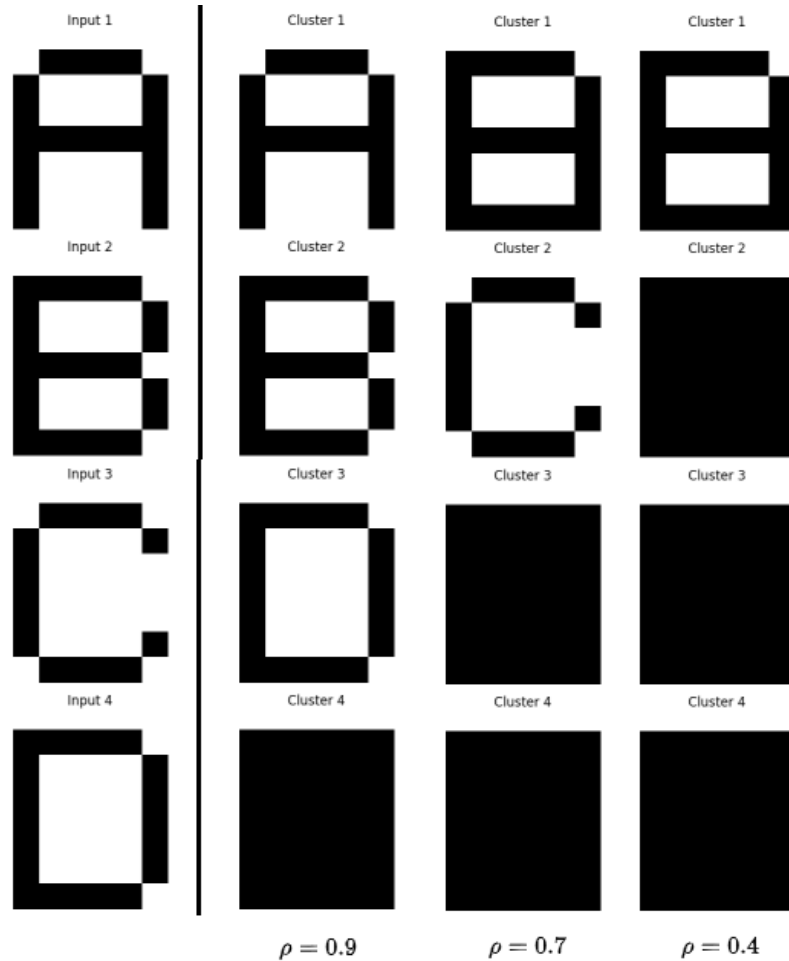 Input 1 Cluster 1 Cluster 1 Cluster 1
Input 2 Cluster 2 Cluster 2 Cluster 2
Input 3 Cluster 3 Cluster 3 Cluster 3
Input 4 Cluster 4 Cluster 4 Cluster 4
ρ = 0.9 ρ = 0.7 ρ = 0.4